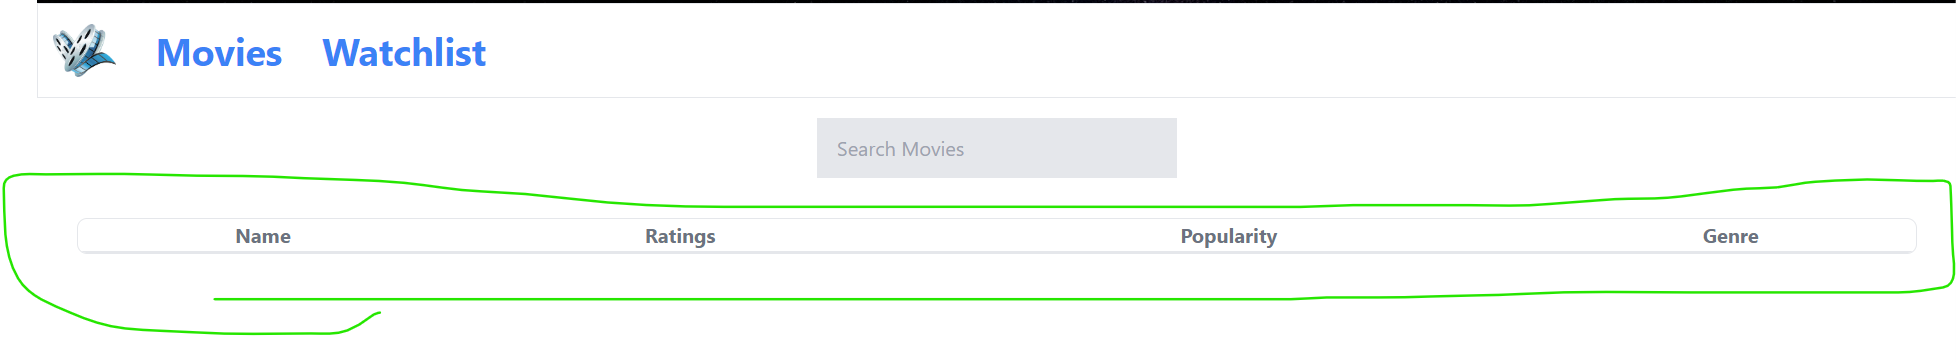 Movies Watchlist
Search Movies
Name Ratings Popularity Genre